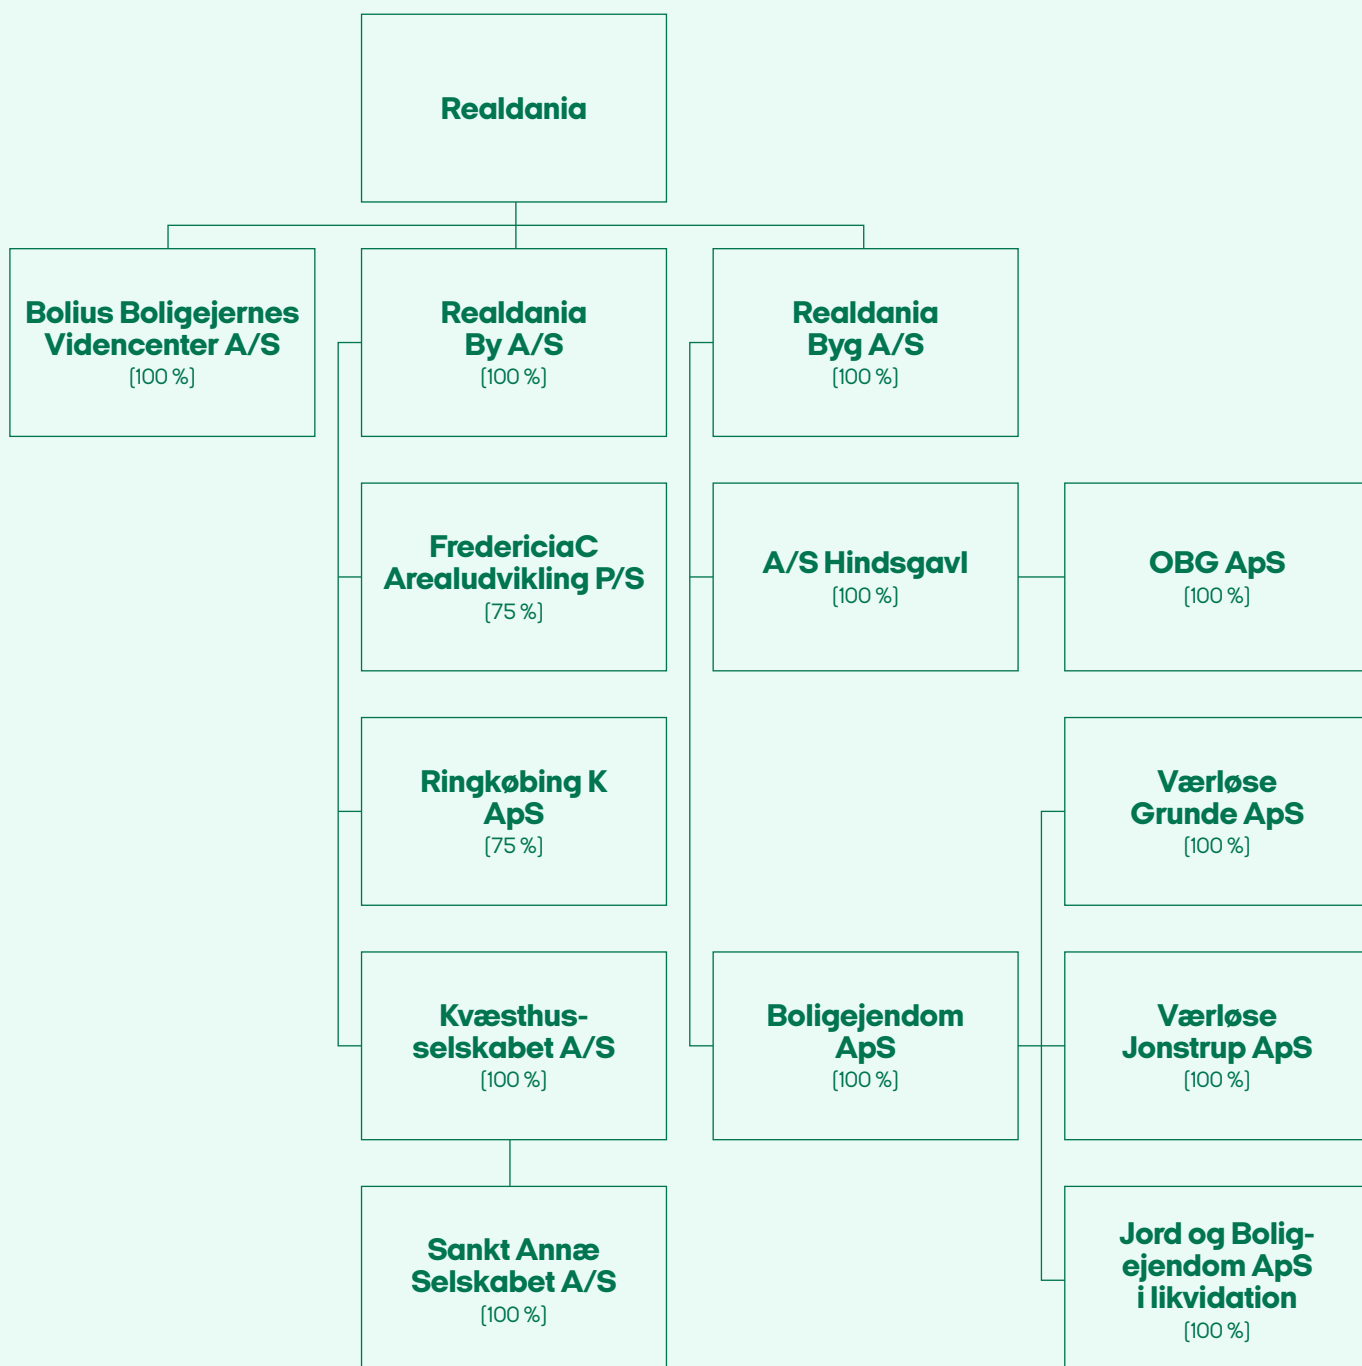 Realdania
Bolius Boligejernes
Videncenter A/S
(100 %)
Realdania
By A/S
(100 %)
Realdania
Byg A/S
(100 %)
FredericiaC
Arealudvikling P/S
(75 %)
A/S Hindsgavl
(100 %)
OBG ApS
(100 %)
Ringkøbing K
ApS
(75 %)
Værløse
Grunde ApS
(100 %)
Kvæsthus-
selskabet A/S
(100 %)
Boligejendom
ApS
(100 %)
Værløse
Jonstrup ApS
(100 %)
Sankt Annæ
Selskabet A/S
(100 %)
Jord og Bolig-
ejendom ApS
i likvidation
(100 %)